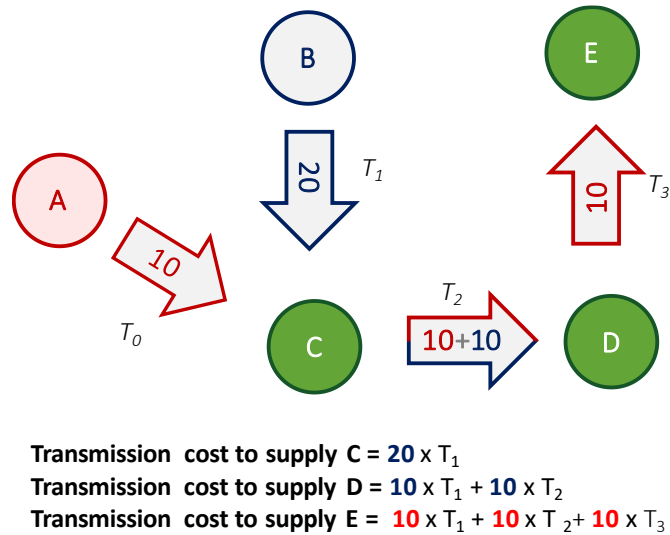 B
E
20
T₁
A
T₃
10
10
T₂
T₀
C
10+10
D
Transmission cost to supply C = 20 x T₁
Transmission cost to supply D = 10 x T₁ + 10 x T₂
Transmission cost to supply E = 10 x T₁ + 10 x T ₂+ 10 x T₃